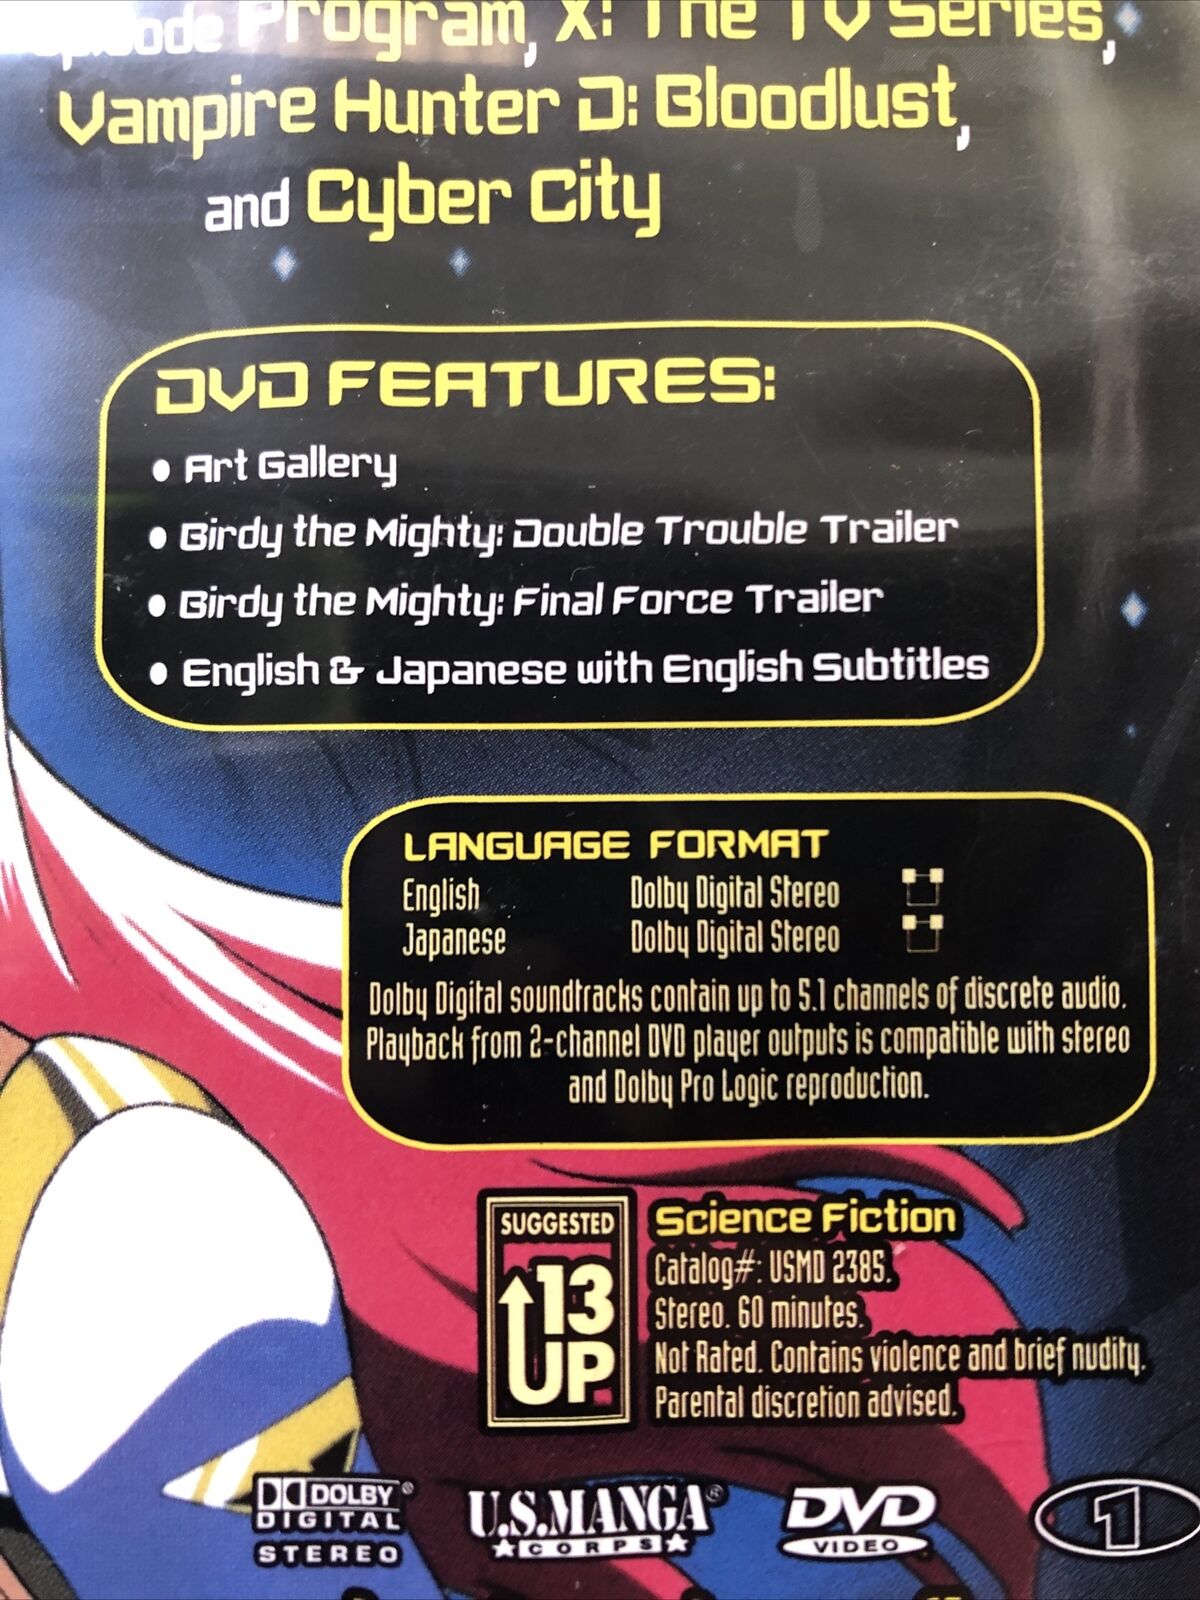 Episode Program, X: The TV Series,
Vampire Hunter D: Bloodlust,
and Cyber City
DVD FEATURES:
• Art Gallery
• Birdy the Mighty: Double Trouble Trailer
• Birdy the Mighty: Final Force Trailer
• English & Japanese with English Subtitles
LANGUAGE FORMAT
English Dolby Digital Stereo
Japanese Dolby Digital Stereo
Dolby Digital soundtracks contain up to 5.1 channels of discrete audio.
Playback from 2-channel DVD player outputs is compatible with stereo
and Dolby Pro Logic reproduction.
SUGGESTED
13
UP
Science Fiction
Catalog#: USMD 2385.
Stereo. 60 minutes.
Not Rated. Contains violence and brief nudity.
Parental discretion advised.
DOLBY®
DIGITAL
STEREO
U.S.MANGA®
CORPS
DVD
VIDEO
1